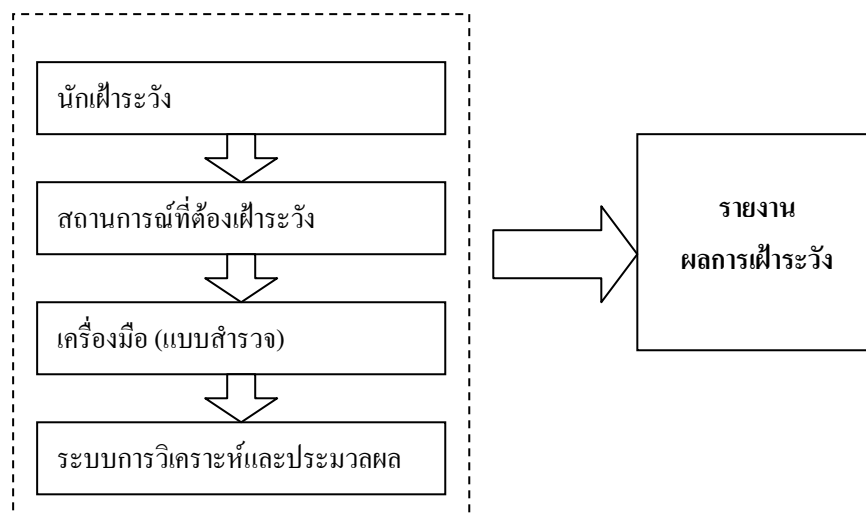 นักเฝ้าระวัง
สถานการณ์ที่ต้องเฝ้าระวัง
เครื่องมือ (แบบสำรวจ)
ระบบการวิเคราะห์และประมวลผล
รายงาน
ผลการเฝ้าระวัง